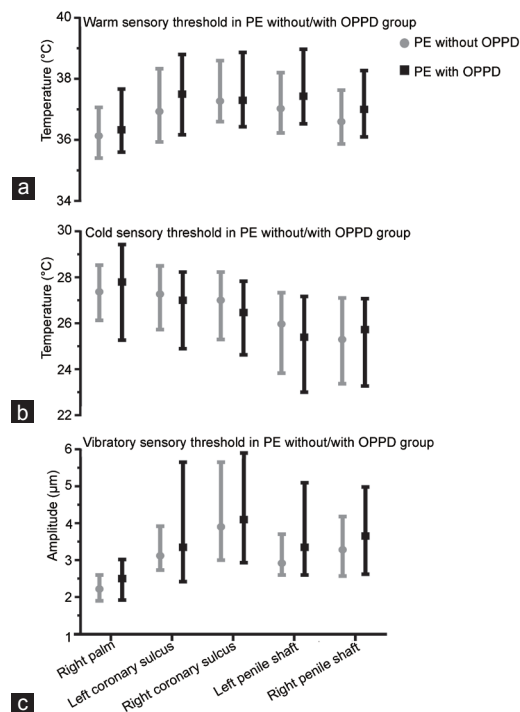 Warm sensory threshold in PE without/with OPPD group
PE without OPPD
PE with OPPD
Temperature (°C)
40
38
36
34
a
Cold sensory threshold in PE without/with OPPD group
Temperature (°C)
30
28
26
24
22
b
Vibratory sensory threshold in PE without/with OPPD group
Amplitude (µm)
6
5
4
3
2
1
Right palm
Left coronary sulcus
Right coronary sulcus
Left penile shaft
Right penile shaft
c